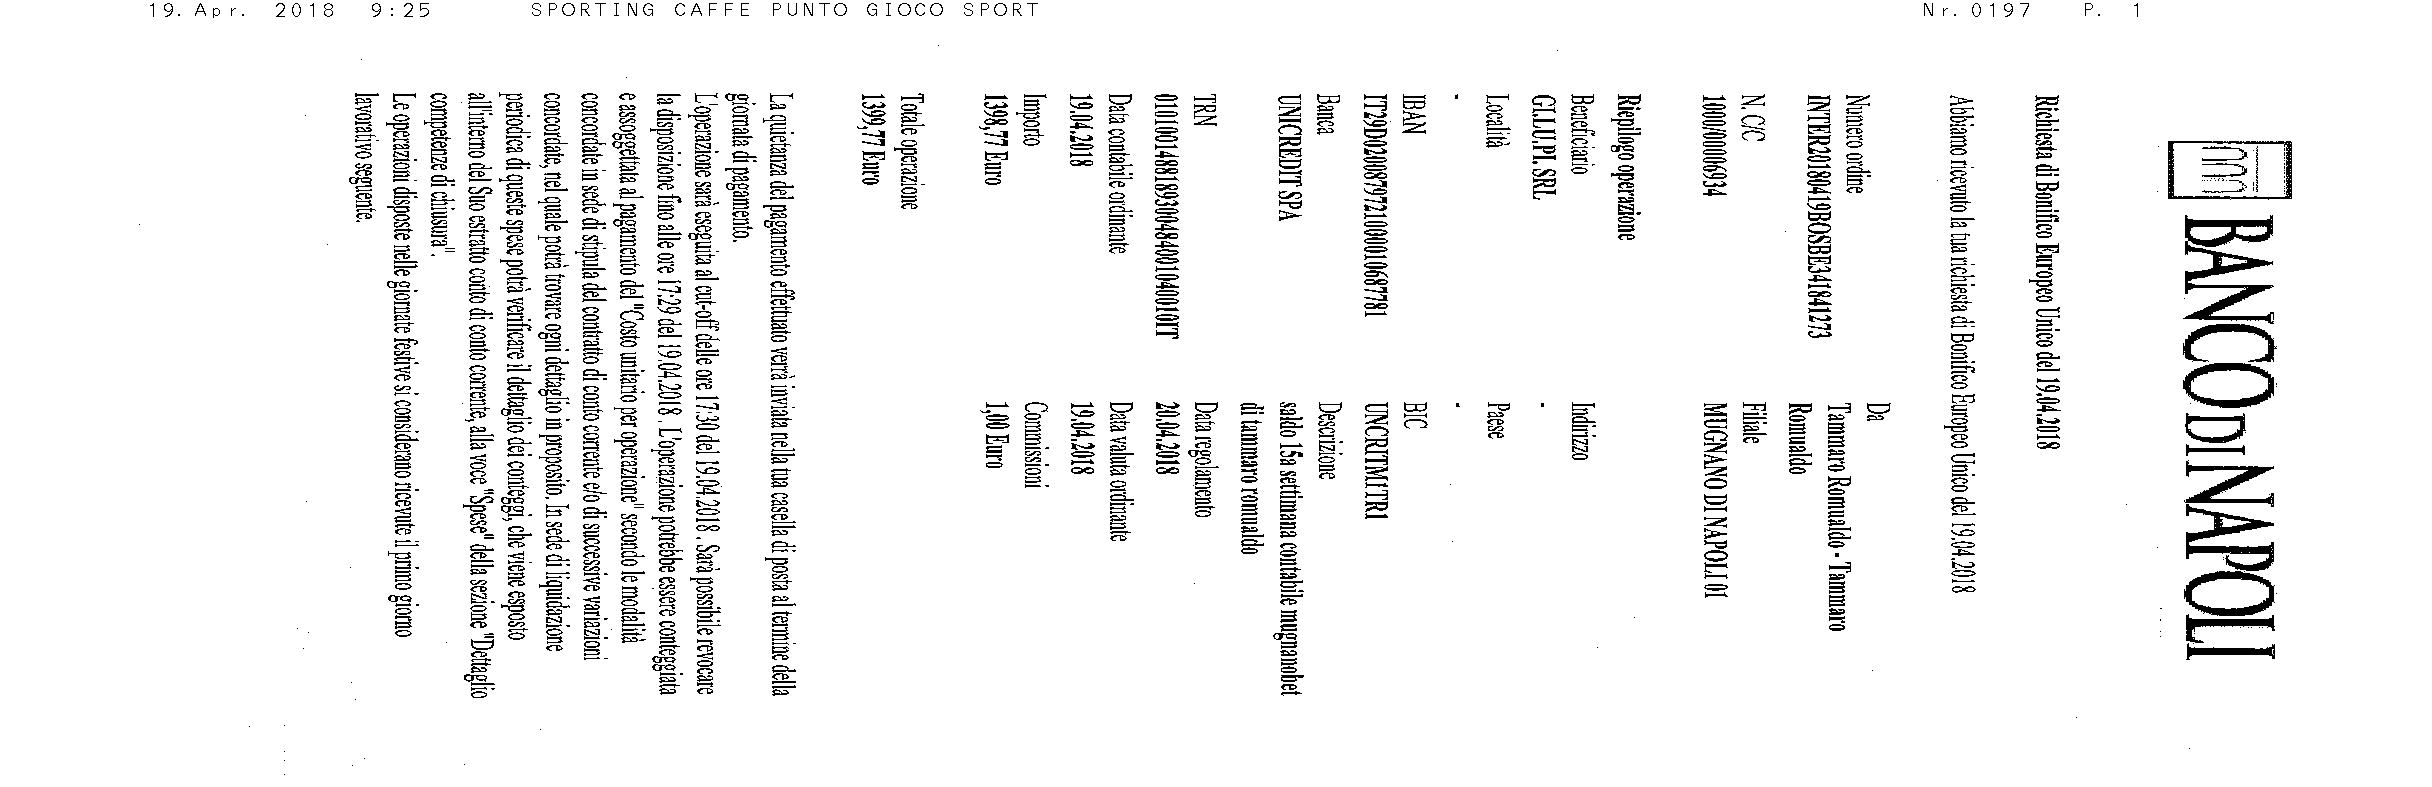 19. Apr. 2018 9:25 SPORTING CAFFE PUNTO GIOCO SPORT Nr. 0197 P. 1
BANCO DI NAPOLI
Richiesta di Bonifico Europeo Unico del 19.04.2018
Abbiamo ricevuto la tua richiesta di Bonifico Europeo Unico del 19.04.2018
Da
Numero ordine Tammaro Romualdo - Tammaro
INTER20180419BOSBE341841273 Romualdo
N. C/C Filiale
1000/00006934 MUGNANO DI NAPOLI 01
Riepilogo operazione
Beneficiario Indirizzo
GI.LU.PI. SRL -
Località Paese
- -
IBAN BIC
IT29D0200879721000010687781 UNCRITM1TR1
Banca Descrizione
UNICREDIT SPA saldo 15a settimana contabile mugnanobet
di tammaro romualdo
TRN Data regolamento
010100148189300484001040010IT 20.04.2018
Data contabile ordinante Data valuta ordinante
19.04.2018 19.04.2018
Importo Commissioni
1398,77 Euro 1,00 Euro
Totale operazione
1399,77 Euro
La quietanza del pagamento effettuato verrà inviata nella tua casella di posta al termine della
giornata di pagamento.
L'operazione sarà eseguita al cut-off delle ore 17:30 del 19.04.2018 . Sarà possibile revocare
la disposizione fino alle ore 17:29 del 19.04.2018 . L'operazione potrebbe essere conteggiata
e assoggettata al pagamento del "Costo unitario per operazione" secondo le modalità
concordate in sede di stipula del contratto di conto corrente e/o di successive variazioni
concordate, nel quale potrà trovare ogni dettaglio in proposito. In sede di liquidazione
periodica di queste spese potrà verificare il dettaglio dei conteggi, che viene esposto
all'interno del Suo estratto conto di conto corrente, alla voce "Spese" della sezione "Dettaglio
competenze di chiusura".
Le operazioni disposte nelle giornate festive si considerano ricevute il primo giorno
lavorativo seguente.